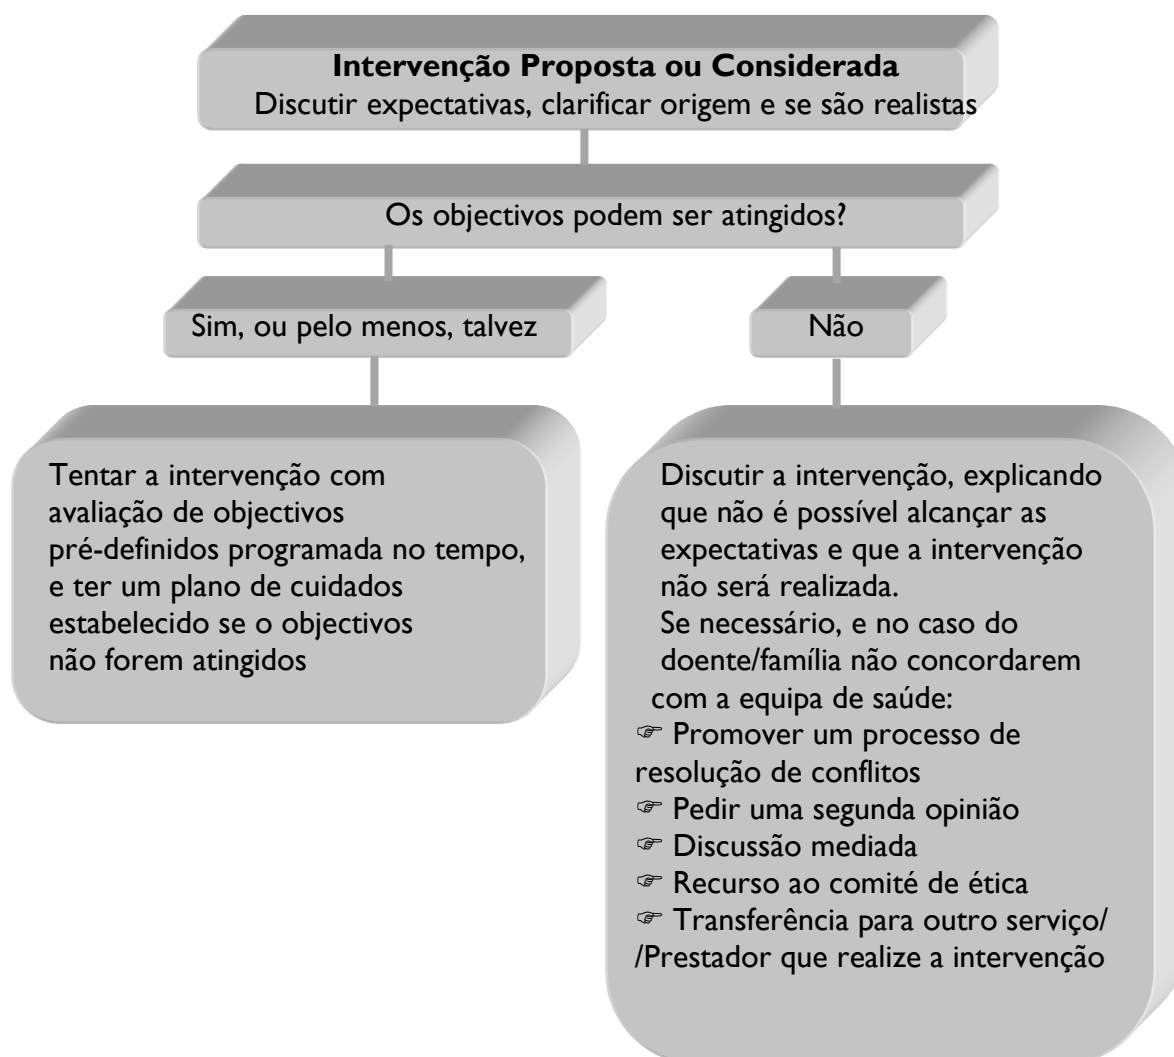 Intervenção Proposta ou Considerada
Discutir expectativas, clarificar origem e se são realistas
Os objectivos podem ser atingidos?
Sim, ou pelo menos, talvez
Não
Tentar a intervenção com
avaliação de objectivos
pré-definidos programada no tempo,
e ter um plano de cuidados
estabelecido se o objectivos
não forem atingidos
Discutir a intervenção, explicando
que não é possível alcançar as
expectativas e que a intervenção
não será realizada.
Se necessário, e no caso do
doente/família não concordarem
com a equipa de saúde:
☞ Promover um processo de
resolução de conflitos
☞ Pedir uma segunda opinião
☞ Discussão mediada
☞ Recurso ao comité de ética
☞ Transferência para outro serviço/
/Prestador que realize a intervenção